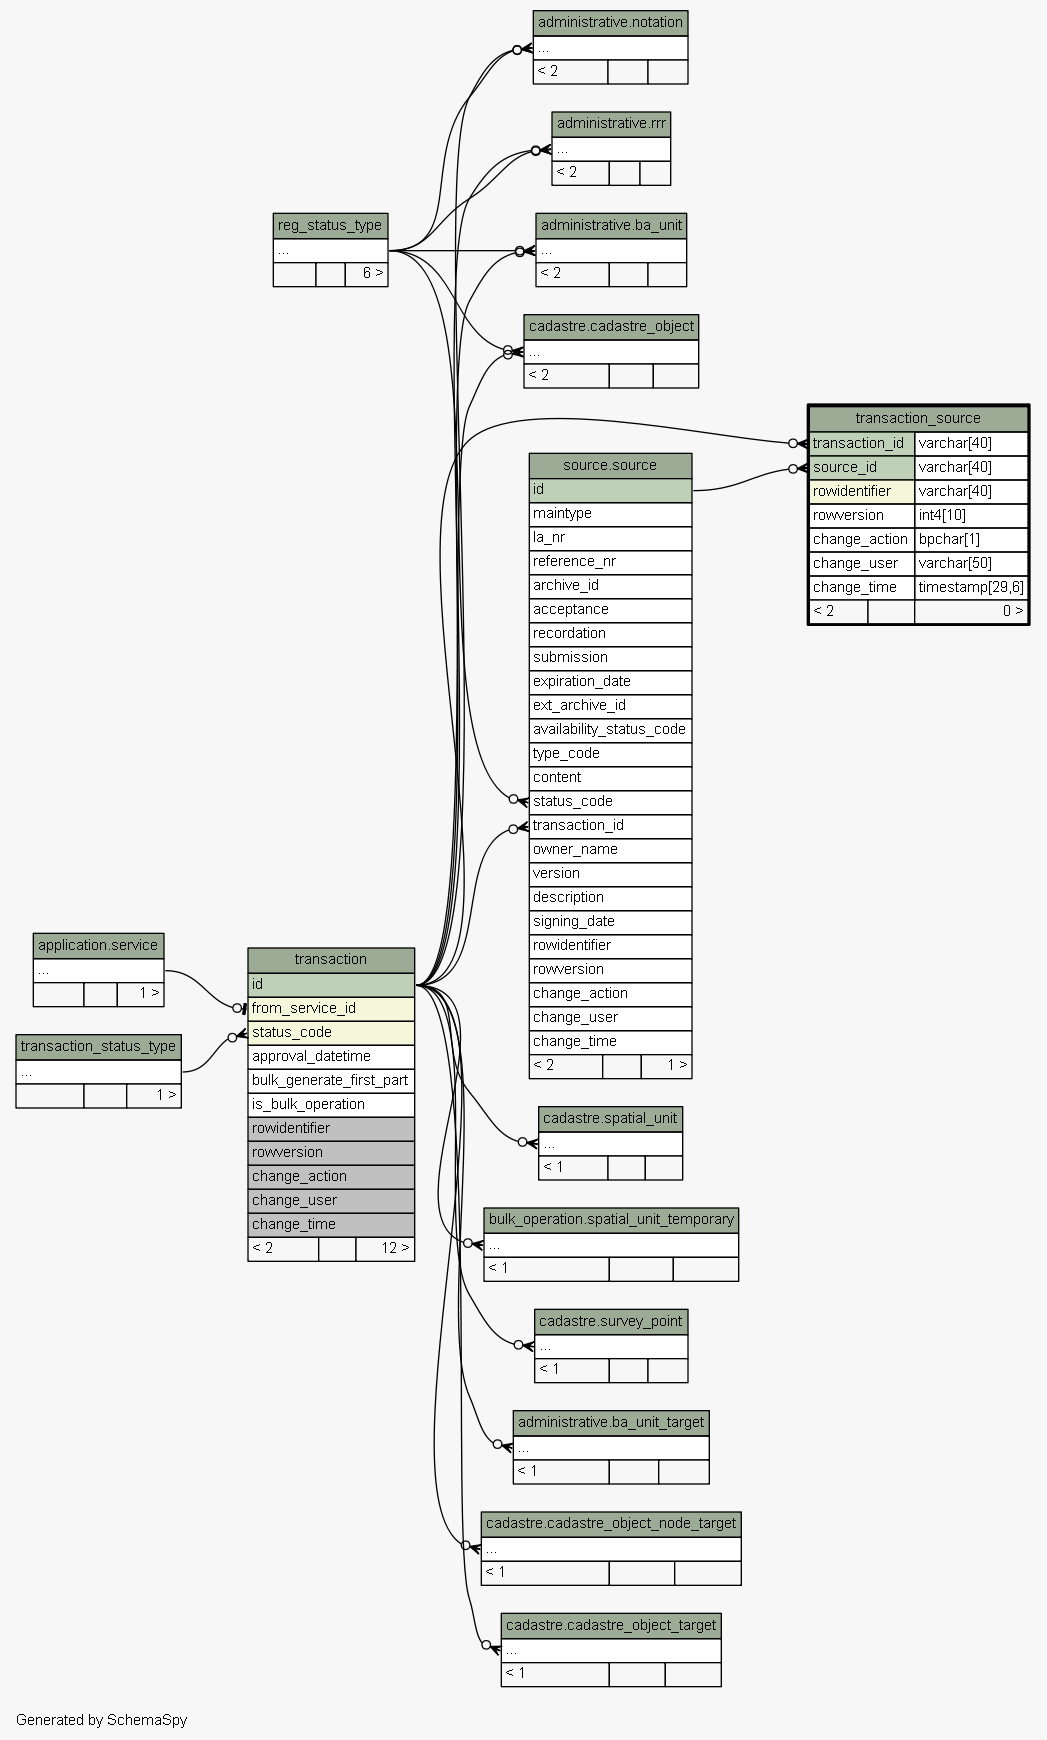 administrative.notation
...
< 2
administrative.rrr
...
< 2
reg_status_type
...
6 >
administrative.ba_unit
...
< 2
cadastre.cadastre_object
...
< 2
transaction_source
transaction_id varchar[40]
source_id varchar[40]
rowidentifier varchar[40]
rowversion int4[10]
change_action bpchar[1]
change_user varchar[50]
change_time timestamp[29,6]
< 2 0 >
source.source
id
maintype
la_nr
reference_nr
archive_id
acceptance
recordation
submission
expiration_date
ext_archive_id
availability_status_code
type_code
content
status_code
transaction_id
owner_name
version
description
signing_date
rowidentifier
rowversion
change_action
change_user
change_time
< 2 1 >
application.service
...
1 >
transaction_status_type
...
1 >
transaction
id
from_service_id
status_code
approval_datetime
bulk_generate_first_part
is_bulk_operation
rowidentifier
rowversion
change_action
change_user
change_time
< 2 12 >
cadastre.spatial_unit
...
< 1
bulk_operation.spatial_unit_temporary
...
< 1
cadastre.survey_point
...
< 1
administrative.ba_unit_target
...
< 1
cadastre.cadastre_object_node_target
...
< 1
cadastre.cadastre_object_target
...
< 1
Generated by SchemaSpy